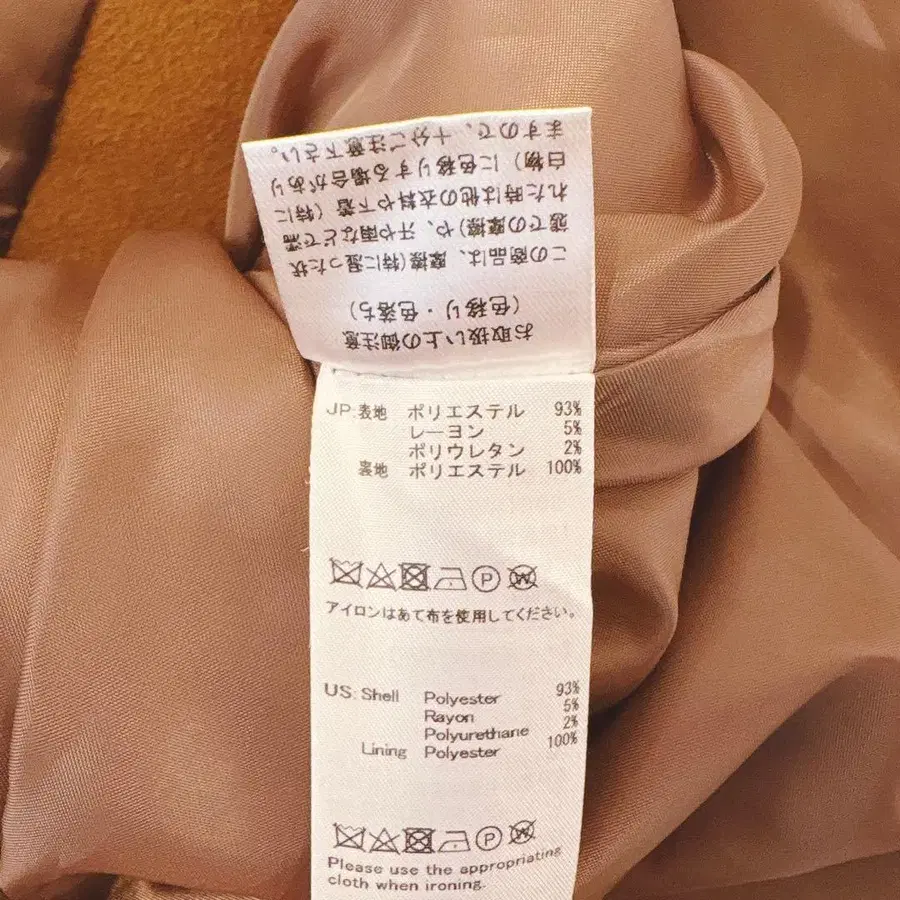 お取扱い上の御注意
（色移り・色落ち）
この商品は、摩擦(特に湿った状
態での摩擦)や、汗や雨などで濡
れた時は他の衣料や下着（特に
白物）に色移りする場合があり
ますので、十分ご注意下さい。
JP:表地 ポリエステル 93%
レーヨン 5%
ポリウレタン 2%
裏地 ポリエステル 100%
P W
アイロンはあて布を使用してください。
US:Shell Polyester 93%
Rayon 5%
Polyurethane 2%
Lining Polyester 100%
P W
Please use the appropriating
cloth when ironing.